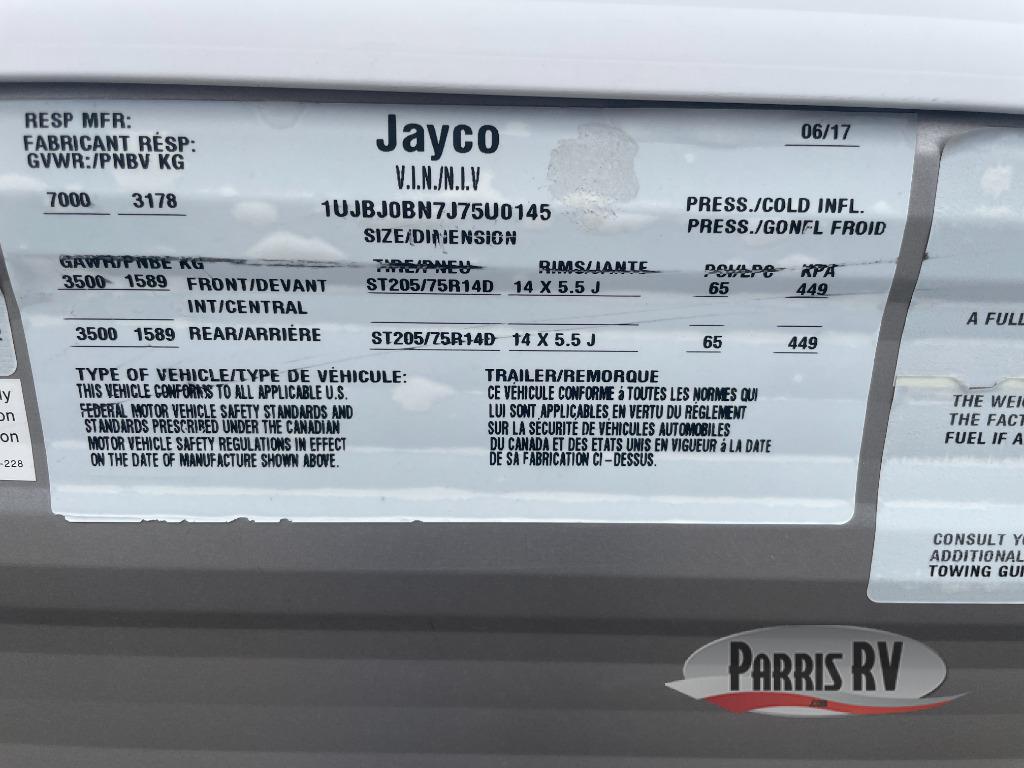 RESP MFR:
FABRICANT RÉSP:
GVWR:/PNBV KG
7000 3178
Jayco
V.I.N./N.I.V
1UJBJ0BN7J75U0145
SIZE/DIMENSION
06/17
PRESS./COLD INFL.
PRESS./GONFL FROID
GAWR/PNBE KG TIRE/PNEU RIMS/JANTE PSI/LPC KPA
3500 1589 FRONT/DEVANT ST205/75R14D 14 X 5.5 J 65 449
INT/CENTRAL
3500 1589 REAR/ARRIÈRE ST205/75R14D 14 X 5.5 J 65 449
TYPE OF VEHICLE/TYPE DE VÉHICULE: TRAILER/REMORQUE
THIS VEHICLE CONFORMS TO ALL APPLICABLE U.S.
FEDERAL MOTOR VEHICLE SAFETY STANDARDS AND
STANDARDS PRESCRIBED UNDER THE CANADIAN
MOTOR VEHICLE SAFETY REGULATIONS IN EFFECT
ON THE DATE OF MANUFACTURE SHOWN ABOVE.
CE VÉHICULE CONFORME à TOUTES LES NORMES QUI
LUI SONT APPLICABLES EN VERTU DU RÉGLEMENT
SUR LA SÉCURITÉ DE VÉHICULES AUTOMOBILES
DU CANADA ET DES ETATS UNIS EN VIGUEUR à LA DATE
DE SA FABRICATION CI-DESSUS.
ly
on
on
-228
A FULL
THE WEI
THE FACT
FUEL IF A
CONSULT Y
ADDITIONAL
TOWING GUI
PARRIS RV
.com